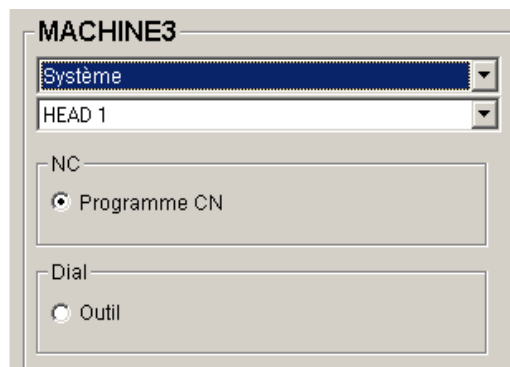 MACHINE3
Système
HEAD 1
NC
Programme CN
Dial
Outil